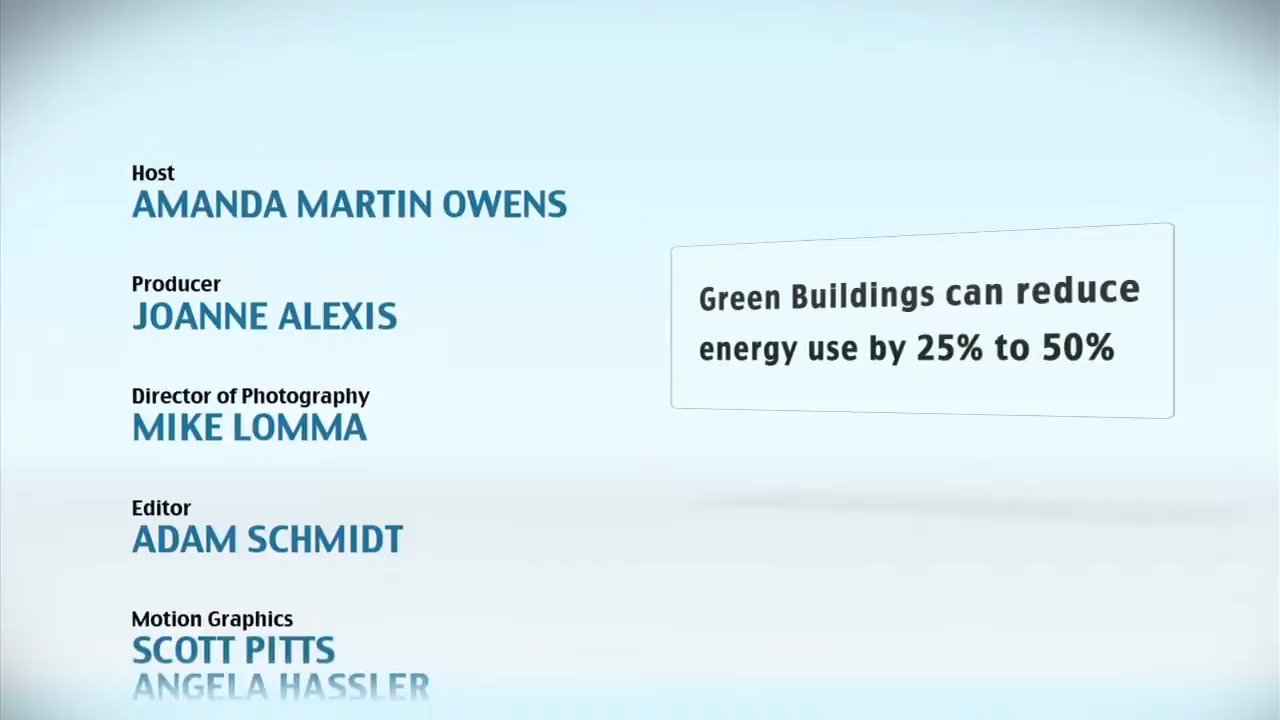 Host
AMANDA MARTIN OWENS
Producer
JOANNE ALEXIS
Director of Photography
MIKE LOMMA
Editor
ADAM SCHMIDT
Motion Graphics
SCOTT PITTS
ANGELA HASSLER
Green Buildings can reduce
energy use by 25% to 50%